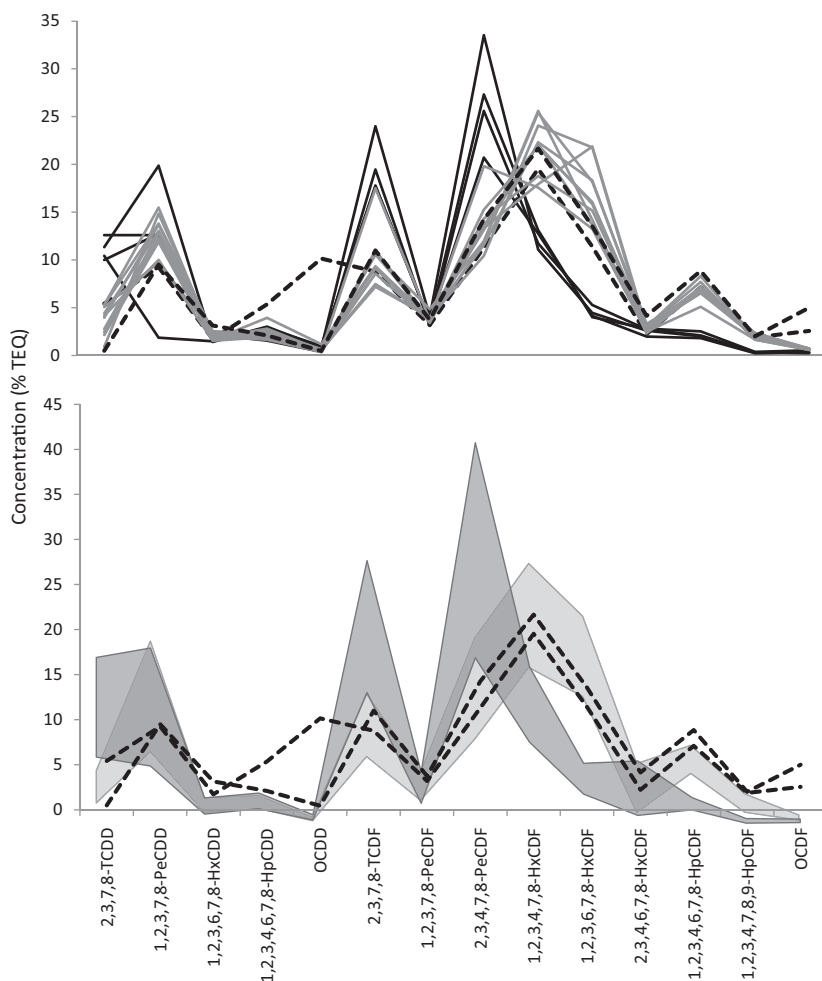 35
30
25
20
15
10
5
0
Concentration (% TEQ)
45
40
35
30
25
20
15
10
5
0
2,3,7,8-TCDD
1,2,3,7,8-PeCDD
1,2,3,6,7,8-HxCDD
1,2,3,4,6,7,8-HpCDD
OCDD
2,3,7,8-TCDF
1,2,3,7,8-PeCDF
2,3,4,7,8-PeCDF
1,2,3,4,7,8-HxCDF
1,2,3,6,7,8-HxCDF
2,3,4,6,7,8-HxCDF
1,2,3,4,6,7,8-HpCDF
1,2,3,4,7,8,9-HpCDF
OCDF